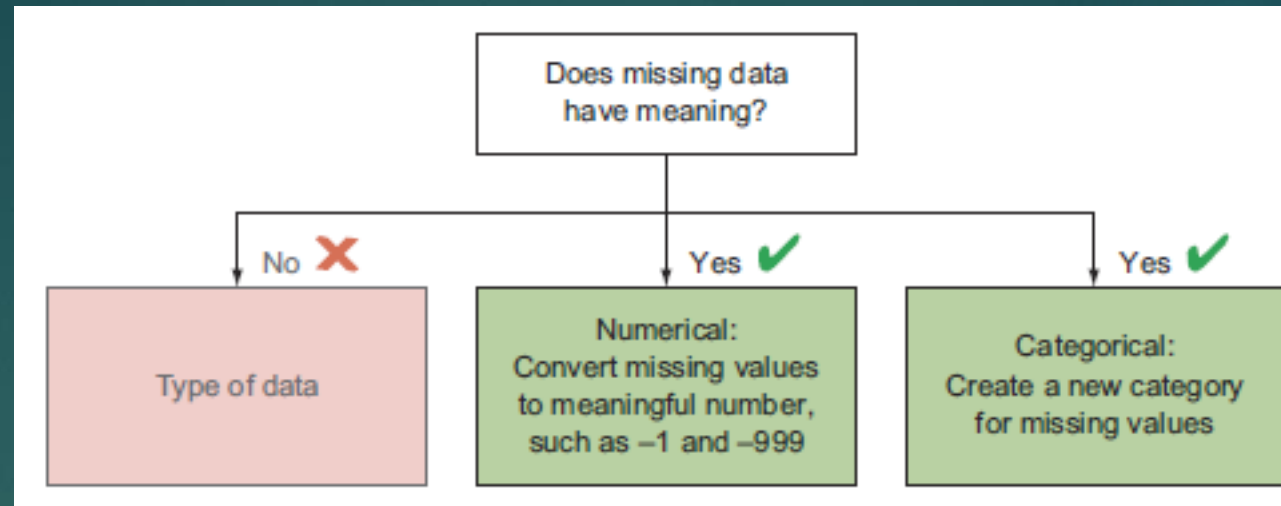 Does missing data
have meaning?
No
Yes
Yes
Type of data
Numerical:
Convert missing values
to meaningful number,
such as –1 and –999
Categorical:
Create a new category
for missing values